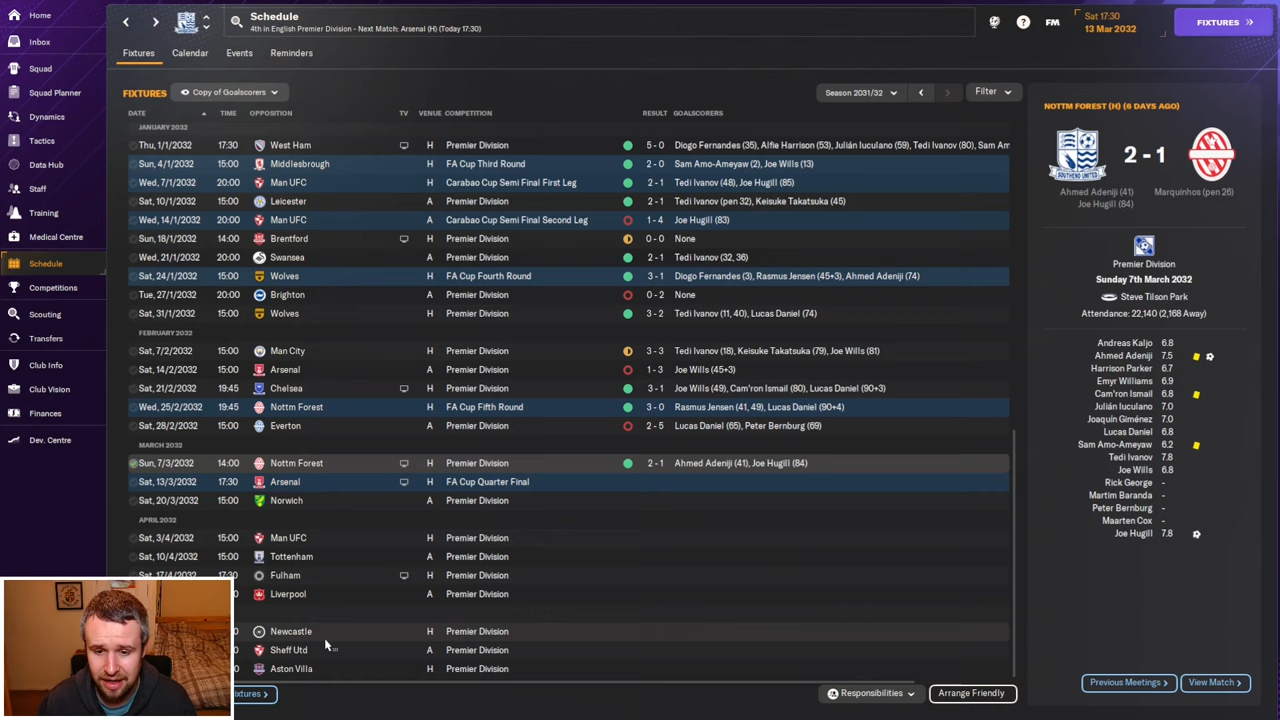 Home
Inbox
Squad
Squad Planner
Dynamics
Tactics
Data Hub
Staff
Training
Medical Centre
Schedule
Competitions
Scouting
Transfers
Club Info
Club Vision
Finances
Dev. Centre
Schedule
4th in English Premier Division - Next Match: Arsenal (H) (Today 17:30)
FM
Sat 17:30
13 Mar 2032
FIXTURES
Fixtures Calendar Events Reminders
FIXTURES Copy of Goalscorers Season 2031/32 Filter
DATE TIME OPPOSITION TV VENUE COMPETITION RESULT GOALSCORERS
JANUARY 2032
Thu, 1/1/2032 17:30 West Ham H Premier Division 5 - 0 Diogo Fernandes (35), Alfie Harrison (53), Julián Iuculano (59), Tedi Ivanov (80), Sam Am
Sun, 4/1/2032 15:00 Middlesbrough H FA Cup Third Round 2 - 0 Sam Amo-Ameyaw (2), Joe Wills (13)
Wed, 7/1/2032 20:00 Man UFC H Carabao Cup Semi Final First Leg 2 - 1 Tedi Ivanov (48), Joe Hugill (85)
Sat, 10/1/2032 15:00 Leicester A Premier Division 2 - 1 Tedi Ivanov (pen 32), Keisuke Takatsuka (45)
Wed, 14/1/2032 20:00 Man UFC A Carabao Cup Semi Final Second Leg 1 - 4 Joe Hugill (83)
Sun, 18/1/2032 14:00 Brentford H Premier Division 0 - 0 None
Wed, 21/1/2032 20:00 Swansea A Premier Division 2 - 1 Tedi Ivanov (32, 36)
Sat, 24/1/2032 15:00 Wolves H FA Cup Fourth Round 3 - 1 Diogo Fernandes (3), Rasmus Jensen (45+3), Ahmed Adeniji (74)
Tue, 27/1/2032 20:00 Brighton A Premier Division 0 - 2 None
Sat, 31/1/2032 15:00 Wolves H Premier Division 3 - 2 Tedi Ivanov (11, 40), Lucas Daniel (74)
FEBRUARY 2032
Sat, 7/2/2032 15:00 Man City H Premier Division 3 - 3 Tedi Ivanov (18), Keisuke Takatsuka (79), Joe Wills (81)
Sat, 14/2/2032 15:00 Arsenal A Premier Division 1 - 3 Joe Wills (45+3)
Sat, 21/2/2032 19:45 Chelsea H Premier Division 3 - 1 Joe Wills (49), Cam'ron Ismail (80), Lucas Daniel (90+3)
Wed, 25/2/2032 19:45 Nottm Forest H FA Cup Fifth Round 3 - 0 Rasmus Jensen (41, 49), Lucas Daniel (90+4)
Sat, 28/2/2032 15:00 Everton A Premier Division 2 - 5 Lucas Daniel (65), Peter Bernburg (69)
MARCH 2032
Sun, 7/3/2032 14:00 Nottm Forest H Premier Division 2 - 1 Ahmed Adeniji (41), Joe Hugill (84)
Sat, 13/3/2032 17:30 Arsenal H FA Cup Quarter Final
Sat, 20/3/2032 15:00 Norwich A Premier Division
APRIL 2032
Sat, 3/4/2032 15:00 Man UFC H Premier Division
Sat, 10/4/2032 15:00 Tottenham A Premier Division
Sat, 17/4/2032 17:30 Fulham H Premier Division
Liverpool A Premier Division
Newcastle H Premier Division
Sheff Utd A Premier Division
Aston Villa H Premier Division
Responsibilities
Arrange Friendly
NOTTM FOREST (H) (6 DAYS AGO)
SOUTHEND UNITED
2 - 1
Ahmed Adeniji (41)
Joe Hugill (84)
Marquinhos (pen 26)
Premier Division
Sunday 7th March 2032
Steve Tilson Park
Attendance: 22,140 (2,168 Away)
Andreas Kaljo 6.8
Ahmed Adeniji 7.5
Harrison Parker 6.7
Emyr Williams 6.9
Cam'ron Ismail 6.8
Julián Iuculano 7.0
Joaquín Giménez 7.0
Lucas Daniel 6.8
Sam Amo-Ameyaw 6.2
Tedi Ivanov 7.8
Joe Wills 6.8
Rick George -
Martim Baranda -
Peter Bernburg -
Maarten Cox -
Joe Hugill 7.8
Previous Meetings
View Match